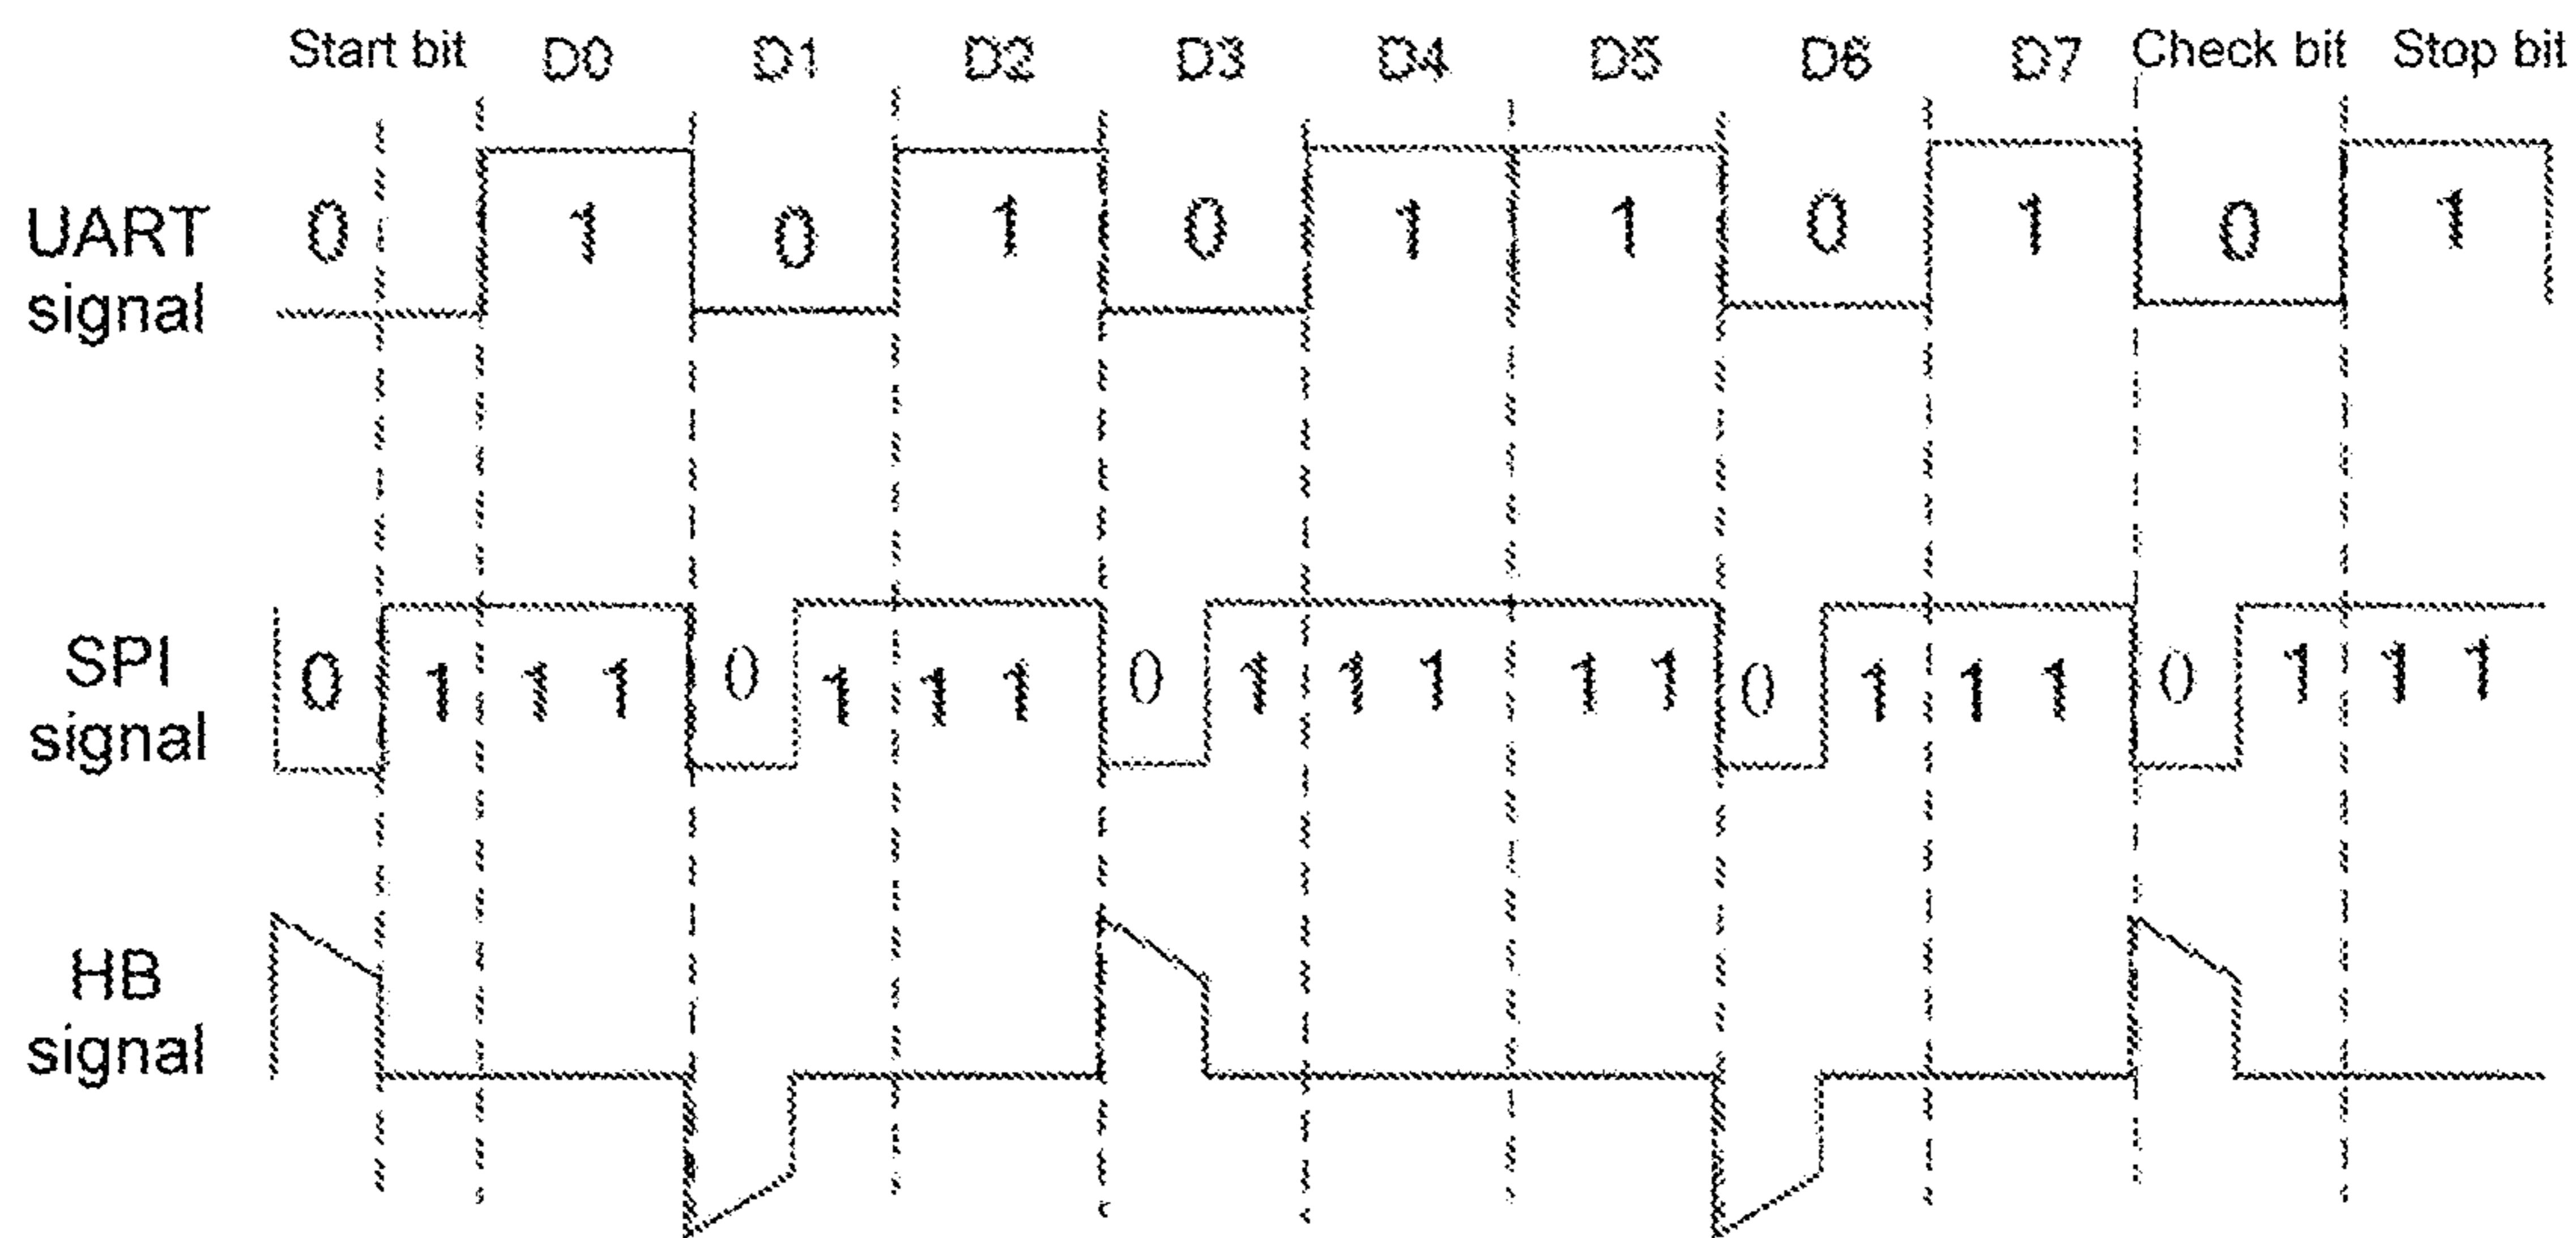 Start bit D0 D1 D2 D3 D4 D5 D6 D7 Check bit Stop bit
UART signal 0 1 0 1 0 1 1 0 1 0 1
SPI signal 0 1 1 1 0 1 1 1 0 1 1 1 1 1 0 1 1 1 0 1 1 1
HB signal